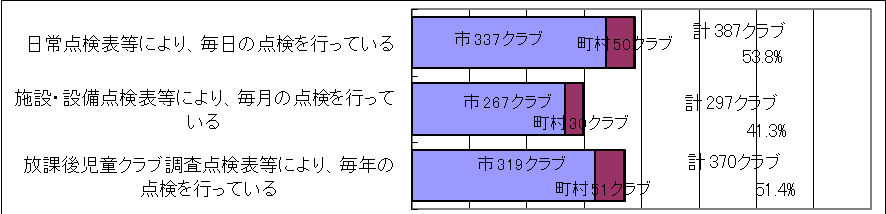 日常点検表等により、毎日の点検を行っている
市337クラブ
町村50クラブ
計387クラブ
53.8%
施設・設備点検表等により、毎月の点検を行って
いる
市267クラブ
町村30クラブ
計297クラブ
41.3%
放課後児童クラブ調査点検表等により、毎年の
点検を行っている
市319クラブ
町村51クラブ
計370クラブ
51.4%